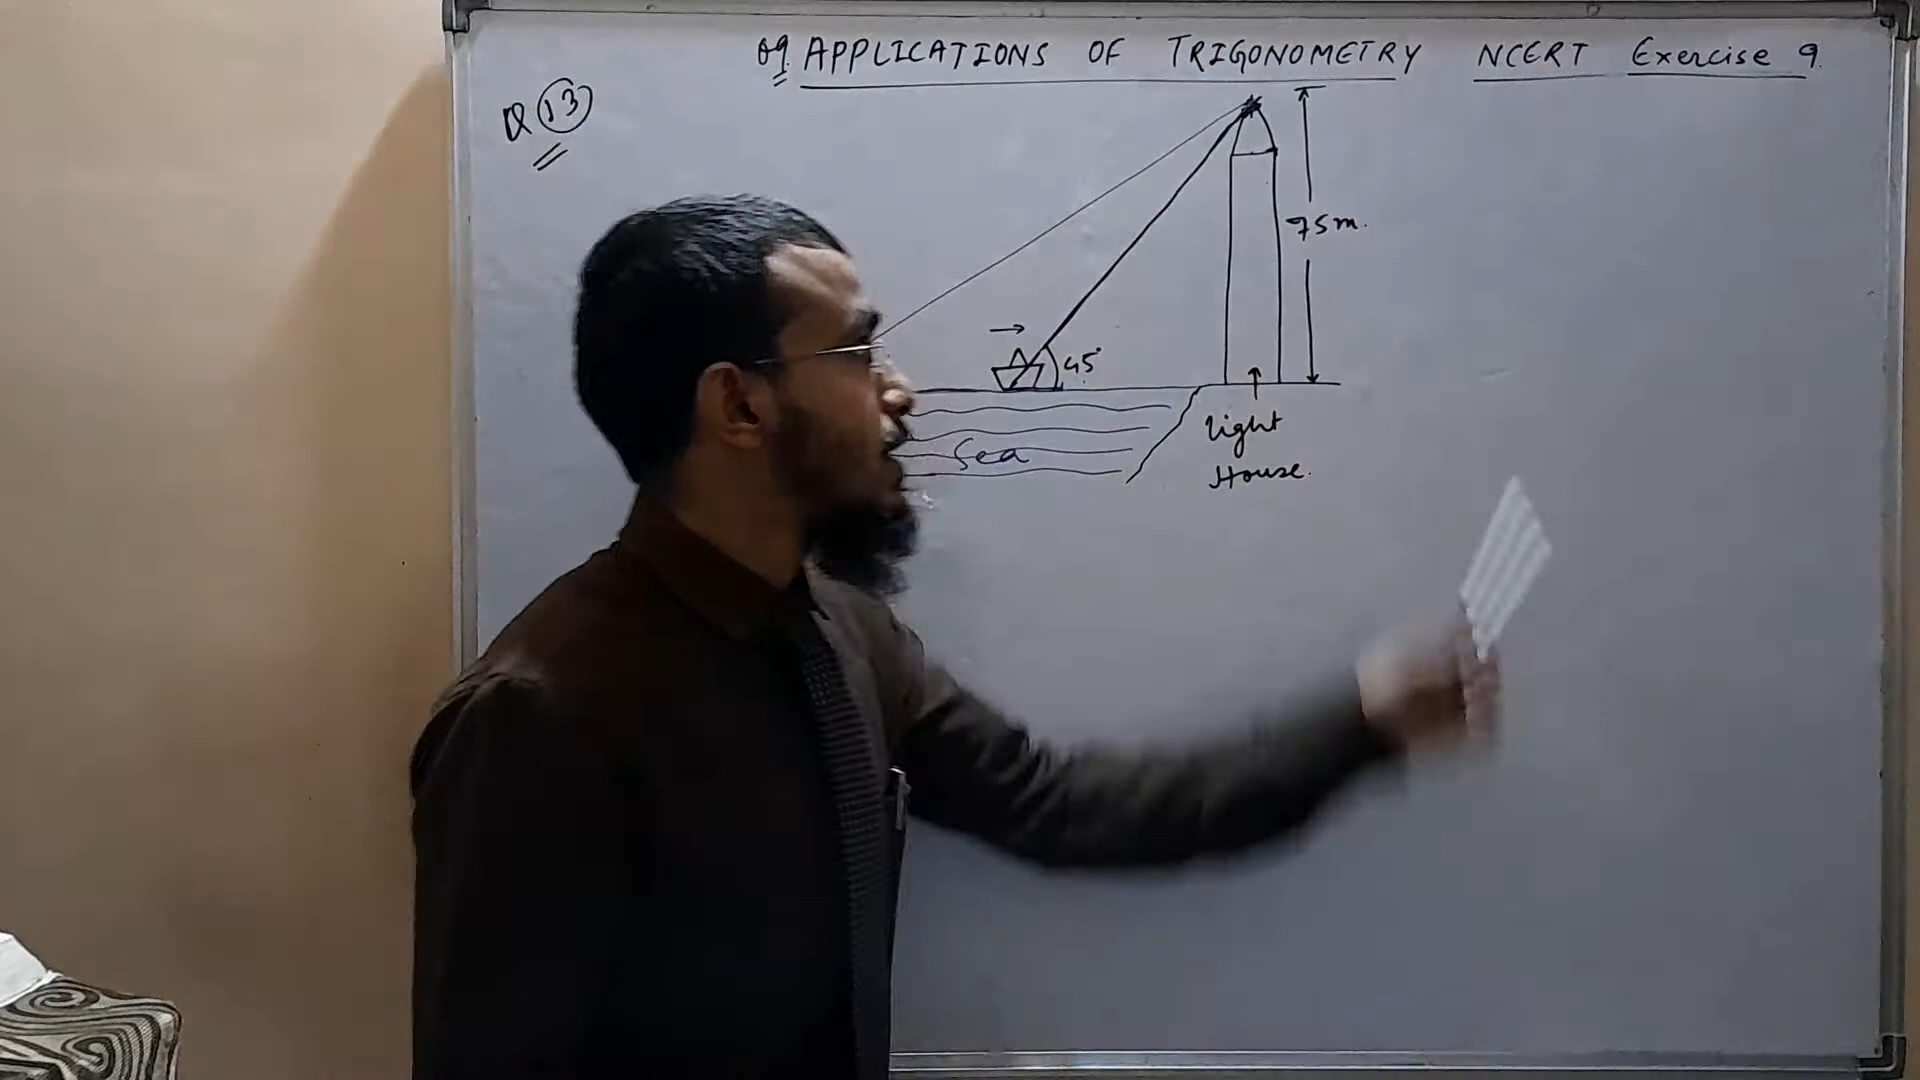 09. APPLICATIONS OF TRIGONOMETRY NCERT Exercise 9.
Q 13
75m.
45°
Sea
Light
House.